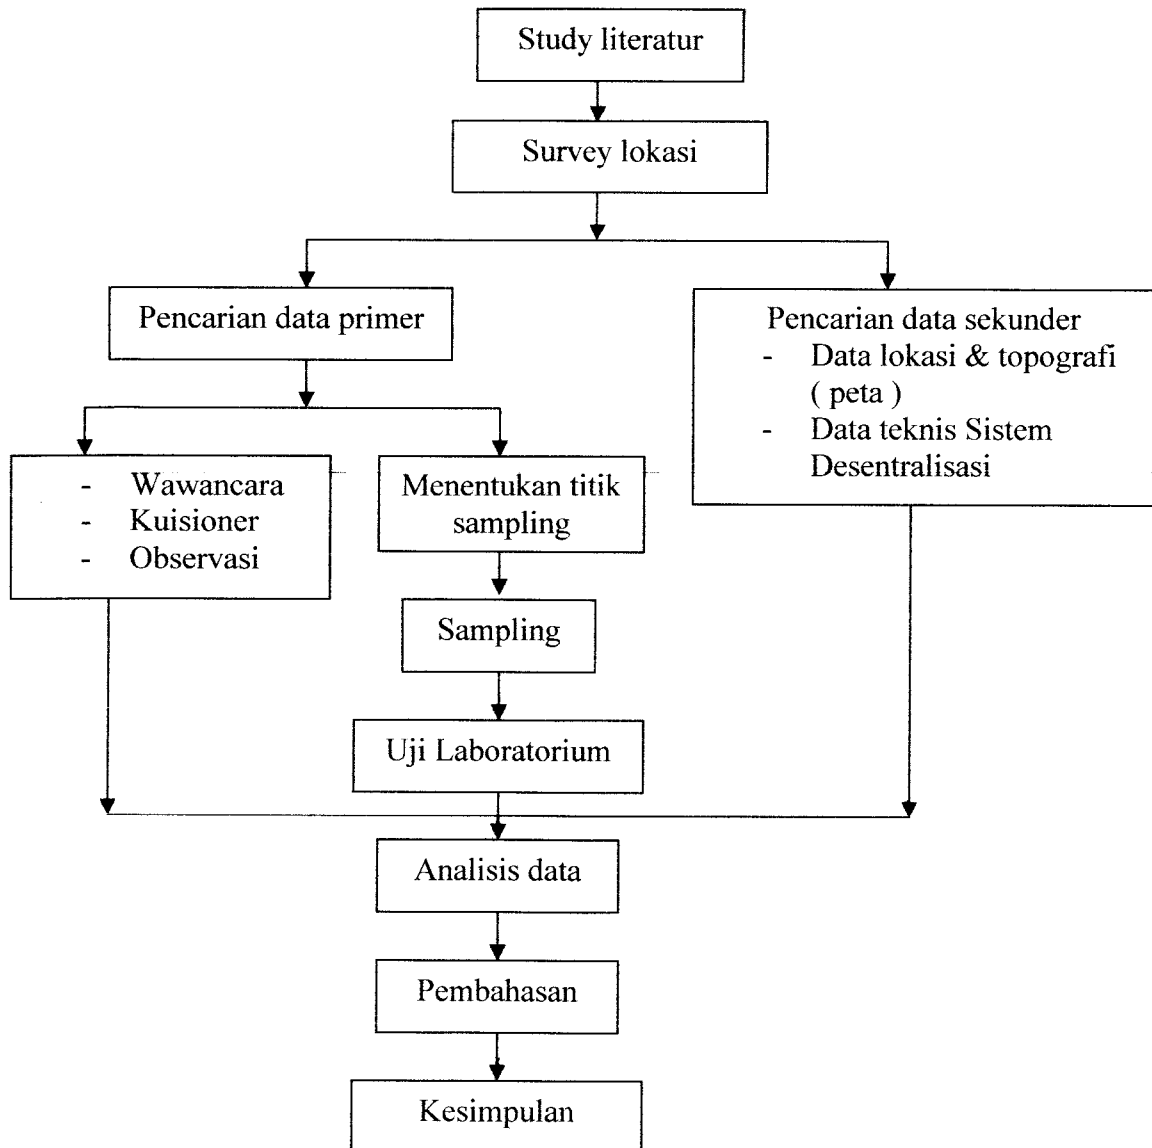 Study literatur
Survey lokasi
Pencarian data primer
Pencarian data sekunder
- Data lokasi & topografi
( peta )
- Data teknis Sistem
Desentralisasi
- Wawancara
- Kuisioner
- Observasi
Menentukan titik
sampling
Sampling
Uji Laboratorium
Analisis data
Pembahasan
Kesimpulan